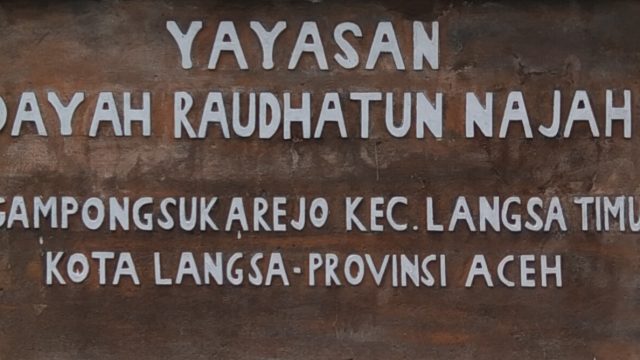 YAYASAN
DAYAH RAUDHATUN NAJAH
GAMPONGSUKAREJO KEC. LANGSA TIMU
KOTA LANGSA-PROVINSI ACEH